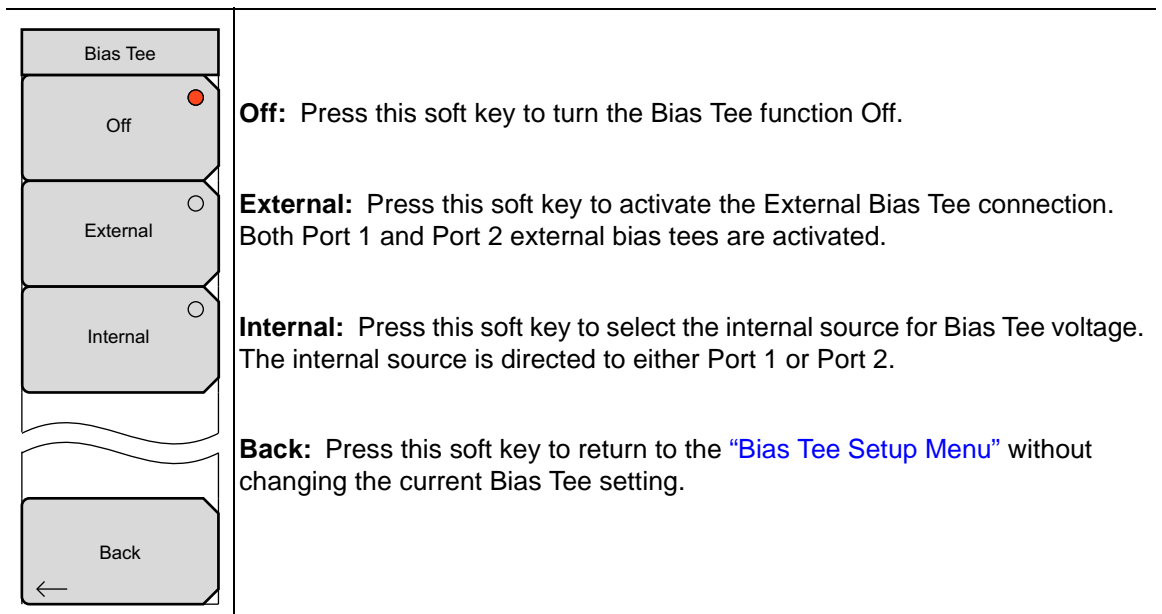 Bias Tee
Off
External
Internal
Back
Off: Press this soft key to turn the Bias Tee function Off.
External: Press this soft key to activate the External Bias Tee connection.
Both Port 1 and Port 2 external bias tees are activated.
Internal: Press this soft key to select the internal source for Bias Tee voltage.
The internal source is directed to either Port 1 or Port 2.
Back: Press this soft key to return to the “Bias Tee Setup Menu” without
changing the current Bias Tee setting.